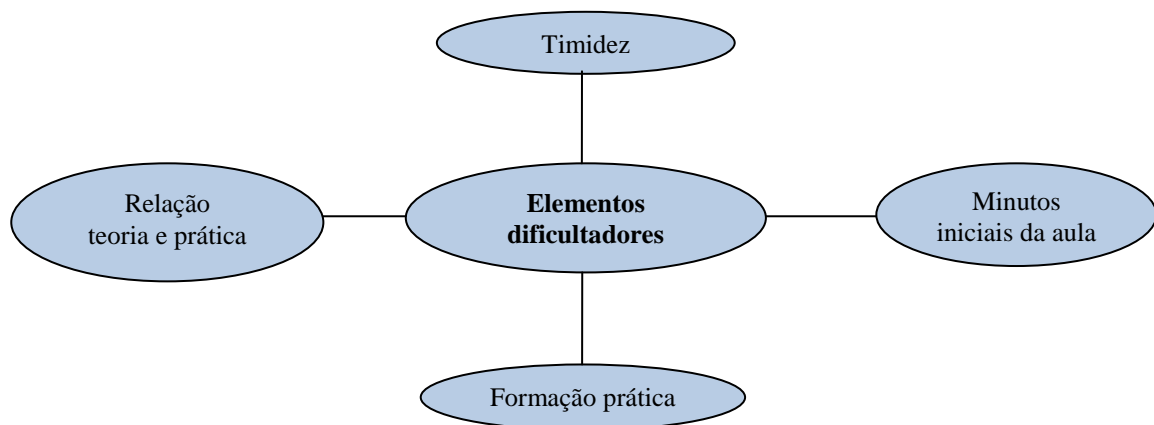 Timidez
Relação
teoria e prática
Elementos
dificultadores
Minutos
iniciais da aula
Formação prática